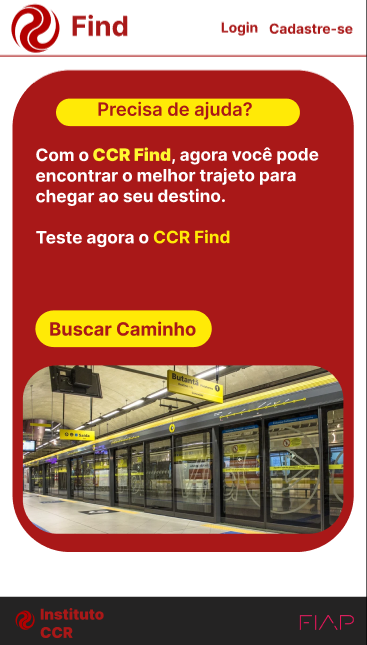 Find
Login
Cadastre-se
Precisa de ajuda?
Com o CCR Find, agora você pode
encontrar o melhor trajeto para
chegar ao seu destino.
Teste agora o CCR Find
Buscar Caminho
Butantã
Saída
Instituto
CCR
FIAP